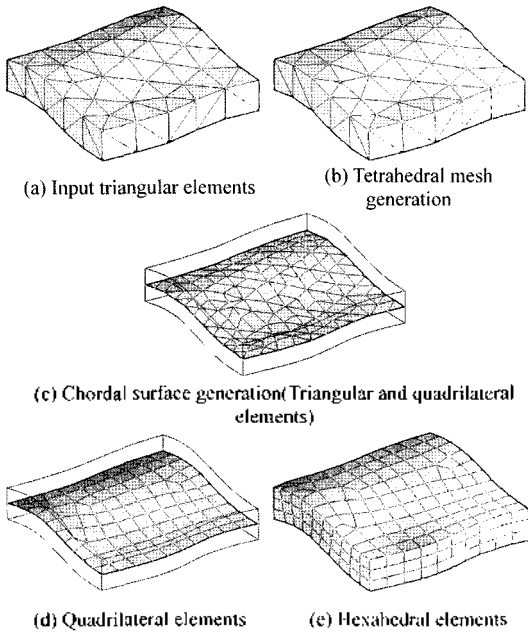 (a) Input triangular elements
(b) Tetrahedral mesh
generation
(c) Chordal surface generation(Triangular and quadrilateral
elements)
(d) Quadrilateral elements
(e) Hexahedral elements